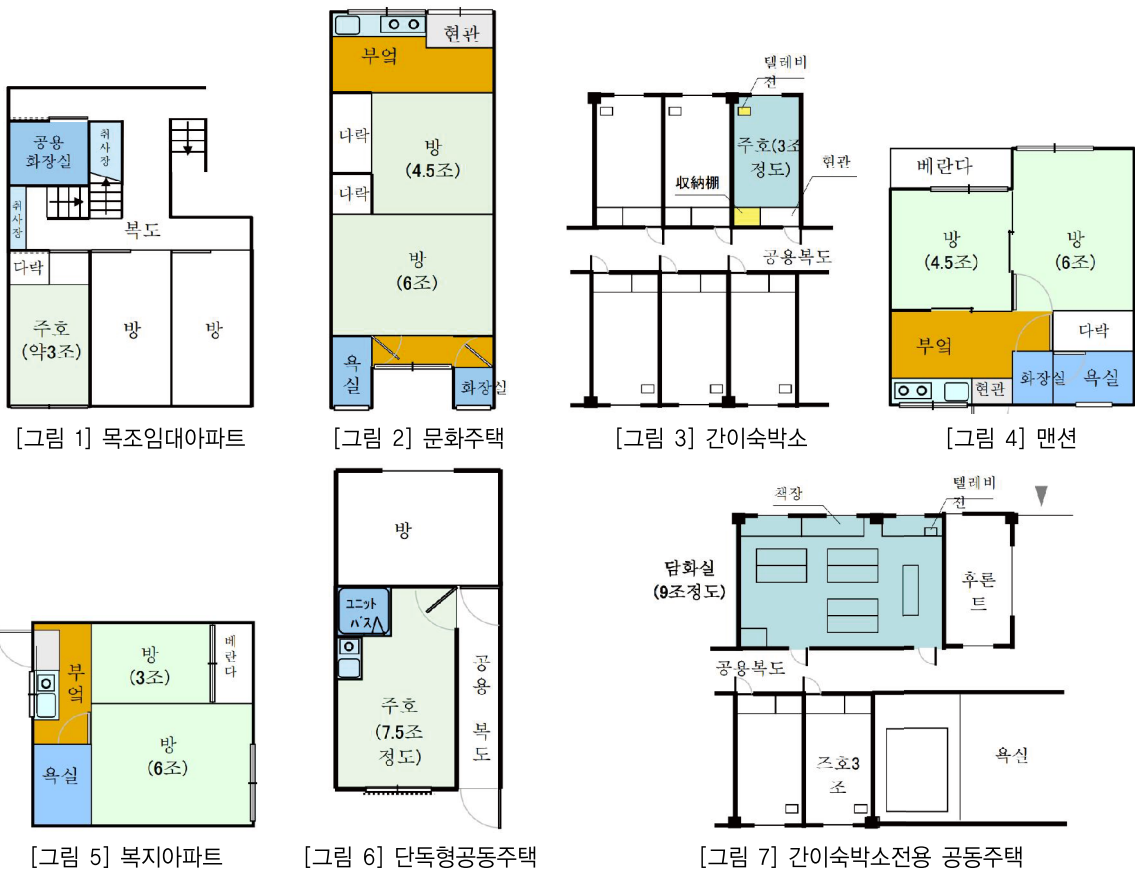 공용
화장실
취
사
장
취
사
장
복도
다락
주호
(약3조)
방
방
[그림 1] 목조임대아파트
현관
부엌
다락
방
(4.5조)
다락
방
(6조)
욕
실
화장실
[그림 2] 문화주택
텔레비
전
주호(3조
정도)
현관
収納棚
공용복도
[그림 3] 간이숙박소
베란다
방
(4.5조)
방
(6조)
부엌
다락
현관
화장실
욕실
[그림 4] 맨션
방
(3조)
베
란
다
부
엌
방
(6조)
욕실
[그림 5] 복지아파트
방
ユニット
バス
주호
(7.5조
정도)
공
용
복
도
[그림 6] 단독형공동주택
책장
텔레비
전
담화실
(9조정도)
후론
트
공용복도
즈호3
조
욕신
[그림 7] 간이숙박소전용 공동주택